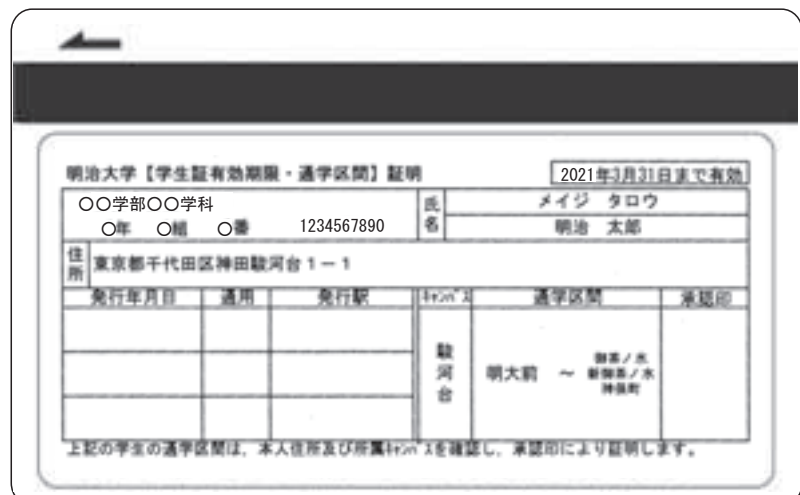 明治大学【学生証有効期限・通学区間】証明
2021年3月31日まで有効
○○学部○○学科
○年 ○組 ○番 1234567890
氏名
メイジ タロウ
明治 太郎
住所
東京都千代田区神田駿河台1-1
発行年月日 通用 発行駅 キャンパス 通学区間 承認印
駿河台
明大前 ~ 御茶ノ水
新御茶ノ水
神保町
上記の学生の通学区間は、本人住所及び所属キャンパスを確認し、承認印により証明します。